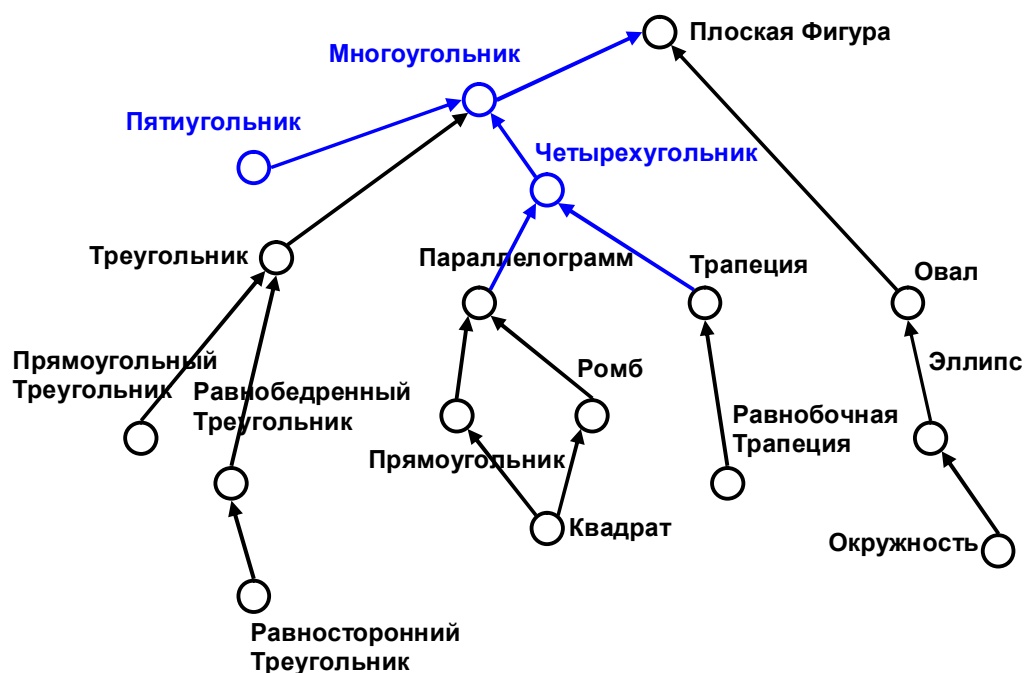 Плоская Фигура
Многоугольник
Пятиугольник
Четырехугольник
Треугольник
Параллелограмм
Трапеция
Овал
Прямоугольный
Треугольник
Равнобедренный
Треугольник
Ромб
Эллипс
Прямоугольник
Равнобочная
Трапеция
Квадрат
Окружность
Равносторонний
Треугольник